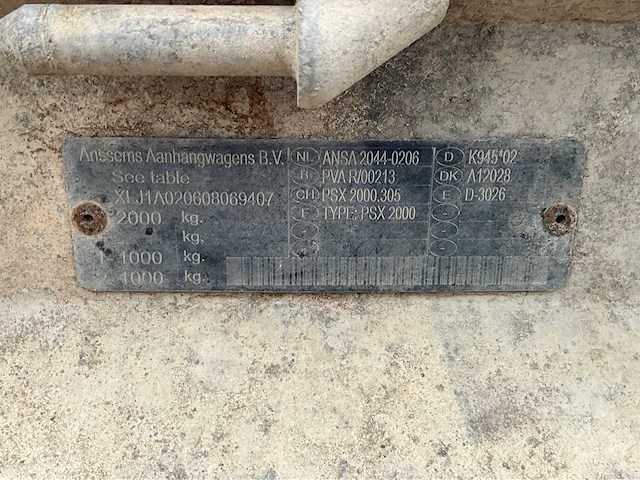 Anssems Aanhangwagens B.V.
See table
XLJ1A020608069407
2000 kg.
kg.
1 1000 kg.
1000 kg.
NL ANSA 2044-0206
B PVA R/00213
CH PSX 2000.305
F TYPE: PSX 2000
-
-
D K945*02
DK A12028
E D-3026
-
-
-